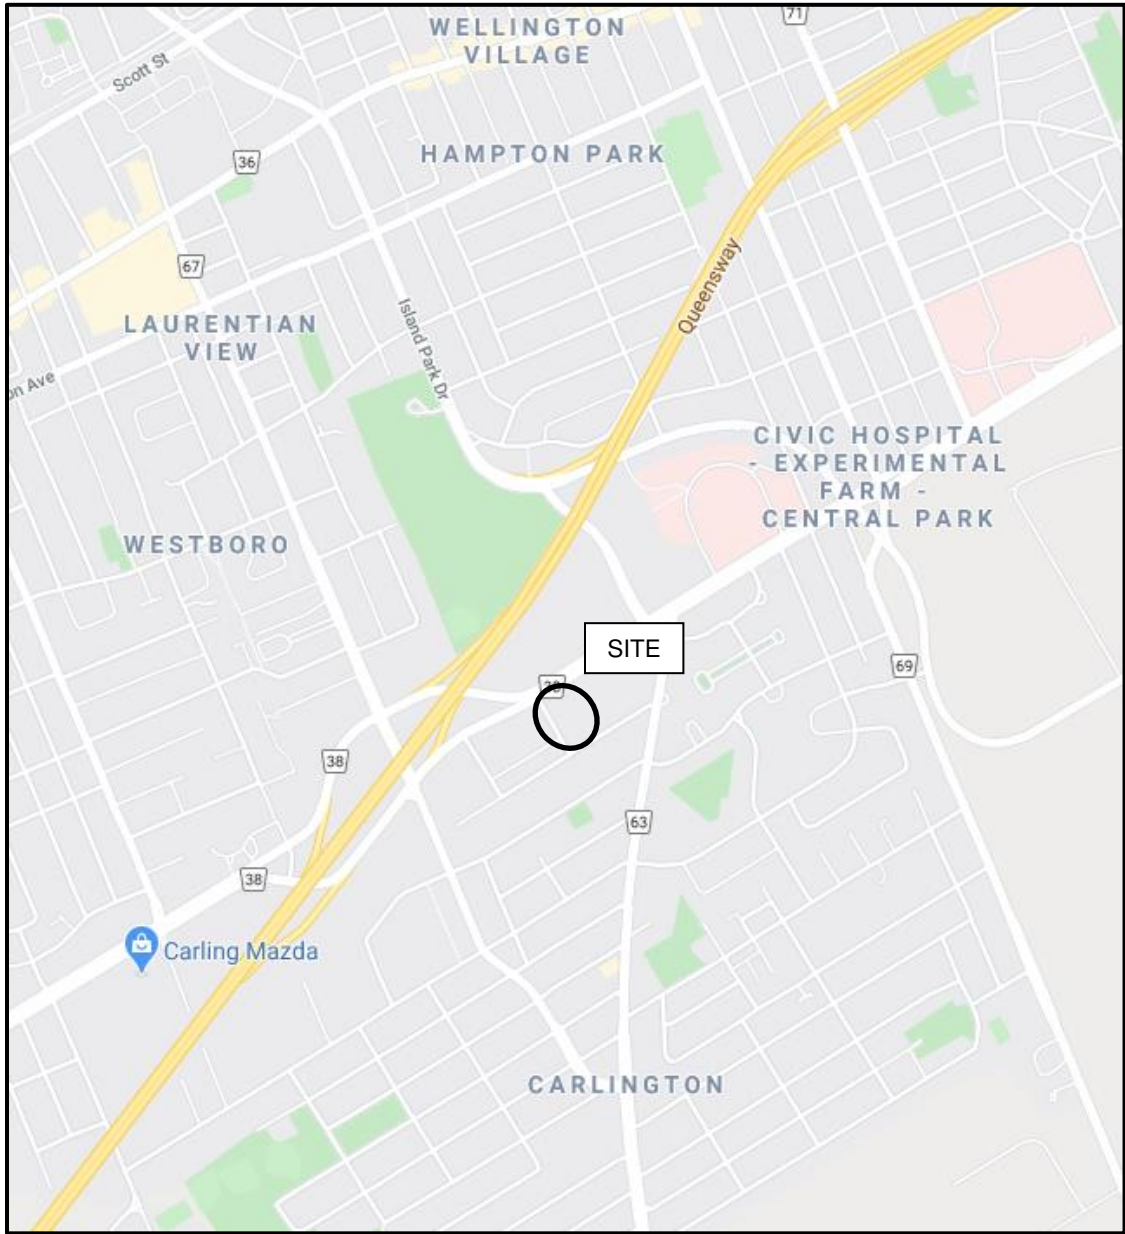 WELLINGTON
VILLAGE
71
Scott St
36
HAMPTON PARK
67
Queensway
LAURENTIAN
VIEW
Island Park Dr
on Ave
CIVIC HOSPITAL
- EXPERIMENTAL
FARM -
CENTRAL PARK
WESTBORO
SITE
69
38
38
63
38
Carling Mazda
CARLINGTON